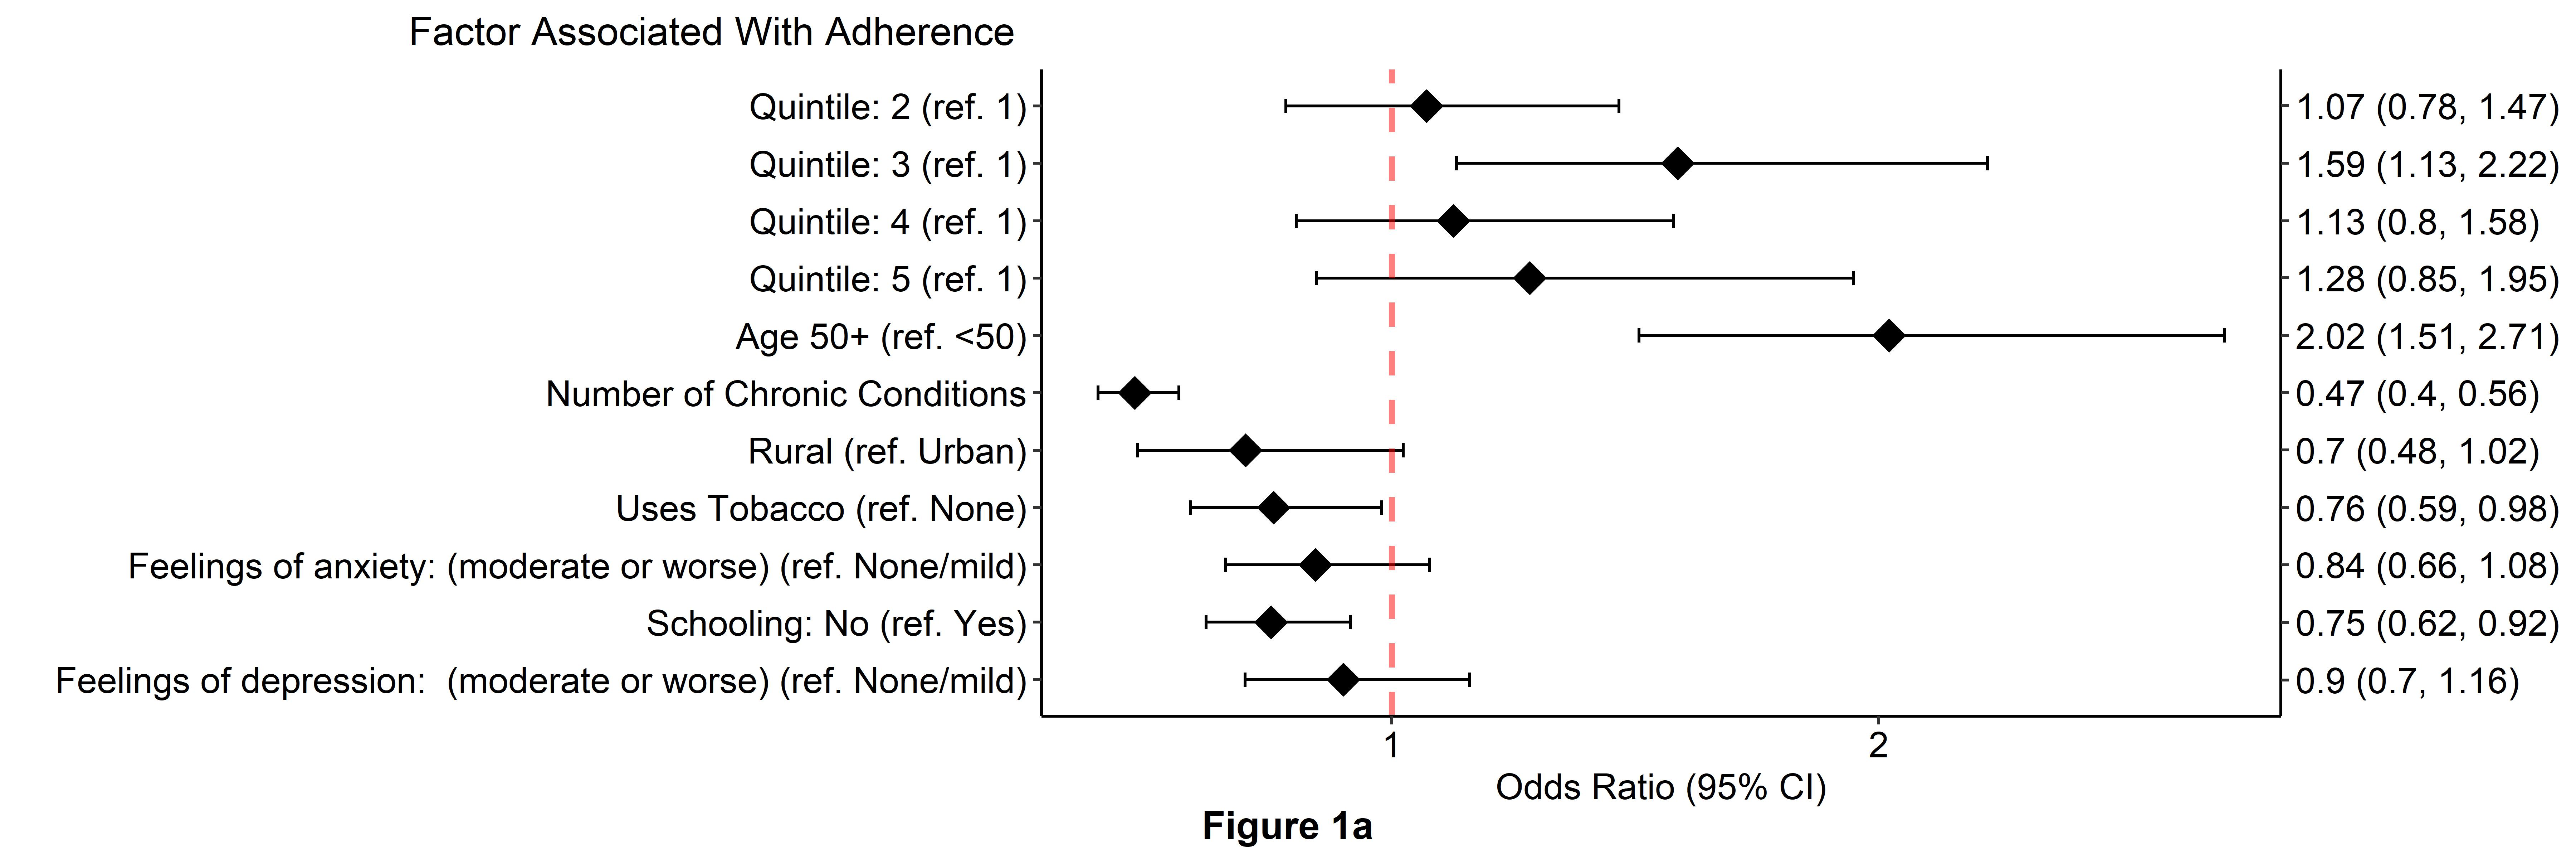 Factor Associated With Adherence
Quintile: 2 (ref. 1) 1.07 (0.78, 1.47)
Quintile: 3 (ref. 1) 1.59 (1.13, 2.22)
Quintile: 4 (ref. 1) 1.13 (0.8, 1.58)
Quintile: 5 (ref. 1) 1.28 (0.85, 1.95)
Age 50+ (ref. <50) 2.02 (1.51, 2.71)
Number of Chronic Conditions 0.47 (0.4, 0.56)
Rural (ref. Urban) 0.7 (0.48, 1.02)
Uses Tobacco (ref. None) 0.76 (0.59, 0.98)
Feelings of anxiety: (moderate or worse) (ref. None/mild) 0.84 (0.66, 1.08)
Schooling: No (ref. Yes) 0.75 (0.62, 0.92)
Feelings of depression:  (moderate or worse) (ref. None/mild) 0.9 (0.7, 1.16)
1 2
Odds Ratio (95% CI)
Figure 1a